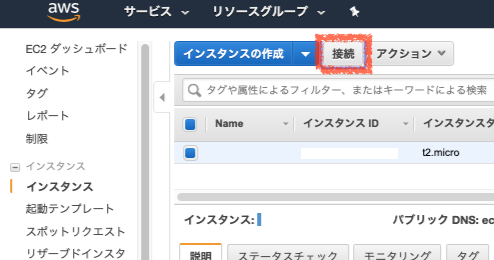 aws サービス リソースグループ
EC2 ダッシュボード
イベント
タグ
レポート
制限
インスタンス
インスタンス
起動テンプレート
スポットリクエスト
リザーブドインスタ
インスタンスの作成 接続 アクション
タグや属性によるフィルター、またはキーワードによる検索
Name インスタンス ID インスタンスタ
t2.micro
インスタンス: パブリック DNS: ec
説明 ステータスチェック モニタリング タグ